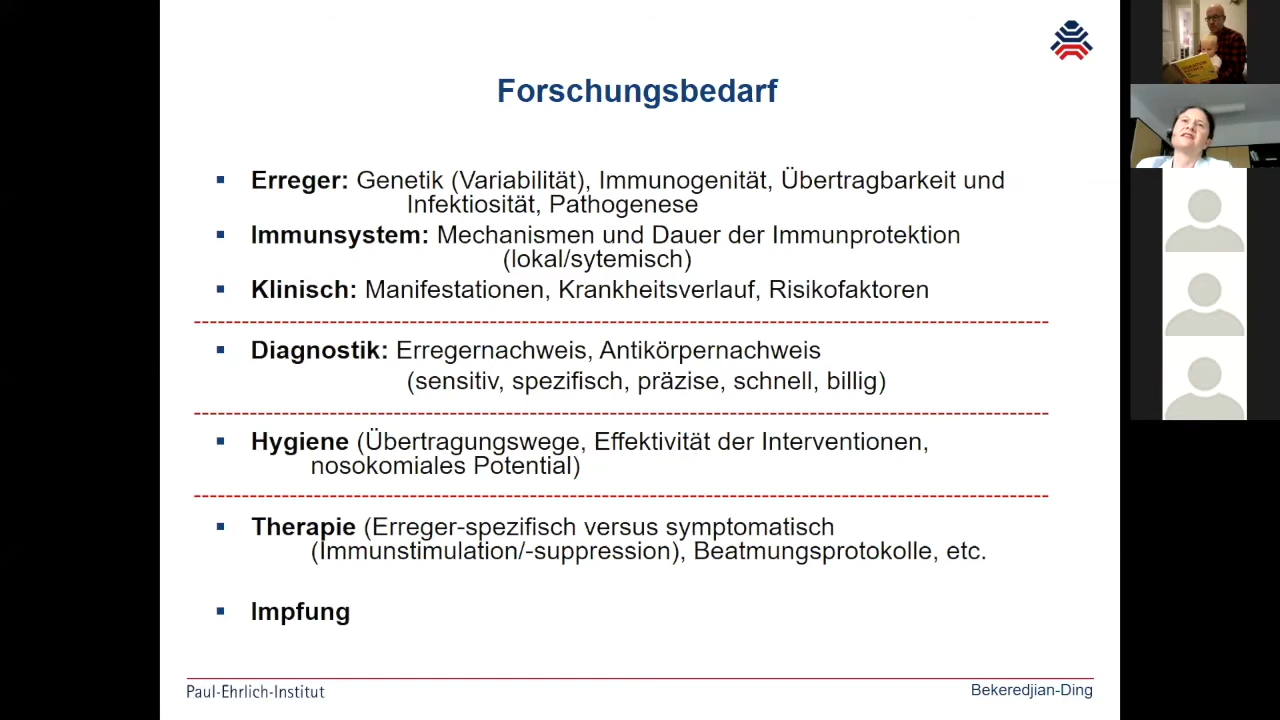 Forschungsbedarf
▪ Erreger: Genetik (Variabilität), Immunogenität, Übertragbarkeit und
Infektiosität, Pathogenese
▪ Immunsystem: Mechanismen und Dauer der Immunprotektion
(lokal/sytemisch)
▪ Klinisch: Manifestationen, Krankheitsverlauf, Risikofaktoren
▪ Diagnostik: Erregernachweis, Antikörpernachweis
(sensitiv, spezifisch, präzise, schnell, billig)
▪ Hygiene (Übertragungswege, Effektivität der Interventionen,
nosokomiales Potential)
▪ Therapie (Erreger-spezifisch versus symptomatisch
(Immunstimulation/-suppression), Beatmungsprotokolle, etc.
▪ Impfung
Paul-Ehrlich-Institut
Bekeredjian-Ding